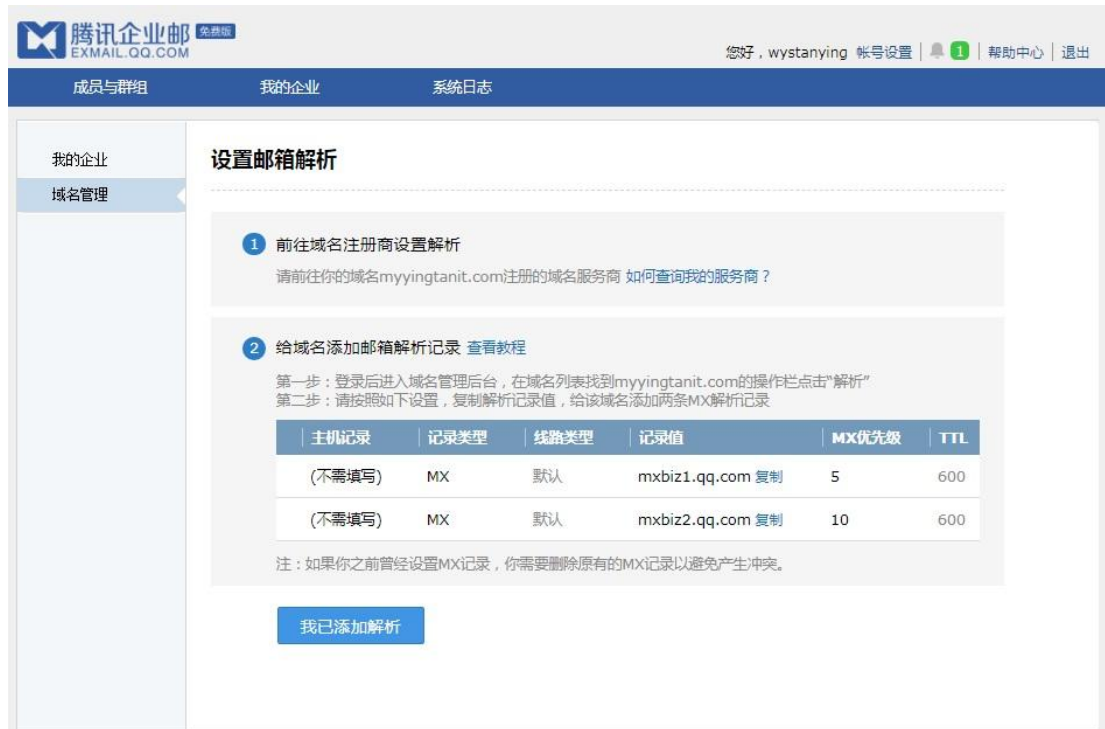 腾讯企业邮 免费版
EXMAIL.QQ.COM
您好，wystanying 帐号设置 | 1 | 帮助中心 | 退出
成员与群组 我的企业 系统日志
我的企业
域名管理
设置邮箱解析
1 前往域名注册商设置解析
请前往你的域名myyingtanit.com注册的域名服务商 如何查询我的服务商？
2 给域名添加邮箱解析记录 查看教程
第一步：登录后进入域名管理后台，在域名列表找到myyingtanit.com的操作栏点击“解析”
第二步：请按照如下设置，复制解析记录值，给该域名添加两条MX解析记录
主机记录 记录类型 线路类型 记录值 MX优先级 TTL
(不需填写) MX 默认 mxbiz1.qq.com 复制 5 600
(不需填写) MX 默认 mxbiz2.qq.com 复制 10 600
注：如果你之前曾经设置MX记录，你需要删除原有的MX记录以避免产生冲突。
我已添加解析